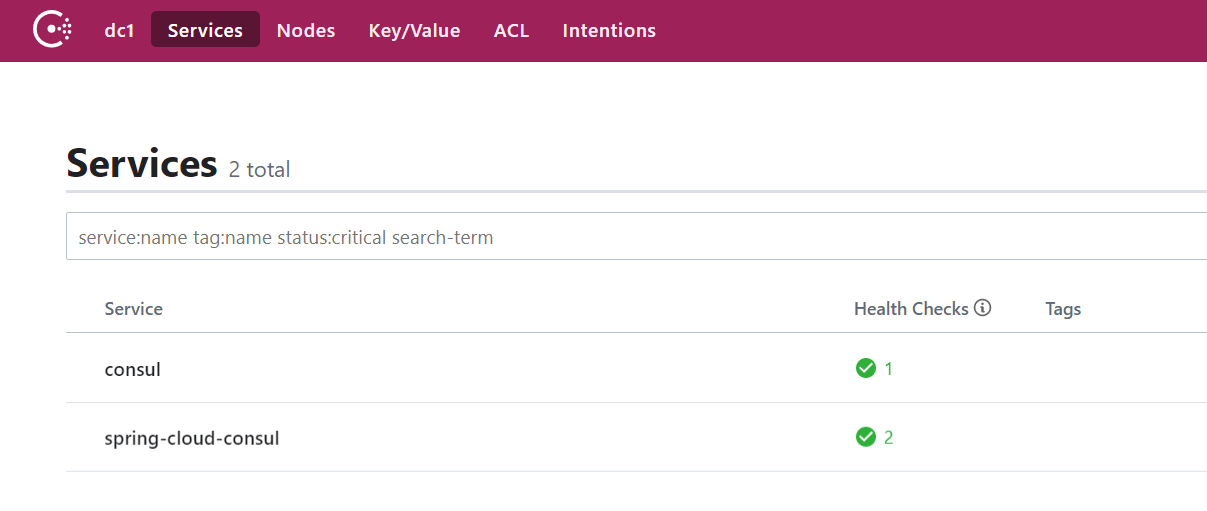 dc1 Services Nodes Key/Value ACL Intentions
Services 2 total
service:name tag:name status:critical search-term
Service Health Checks Tags
consul 1
spring-cloud-consul 2